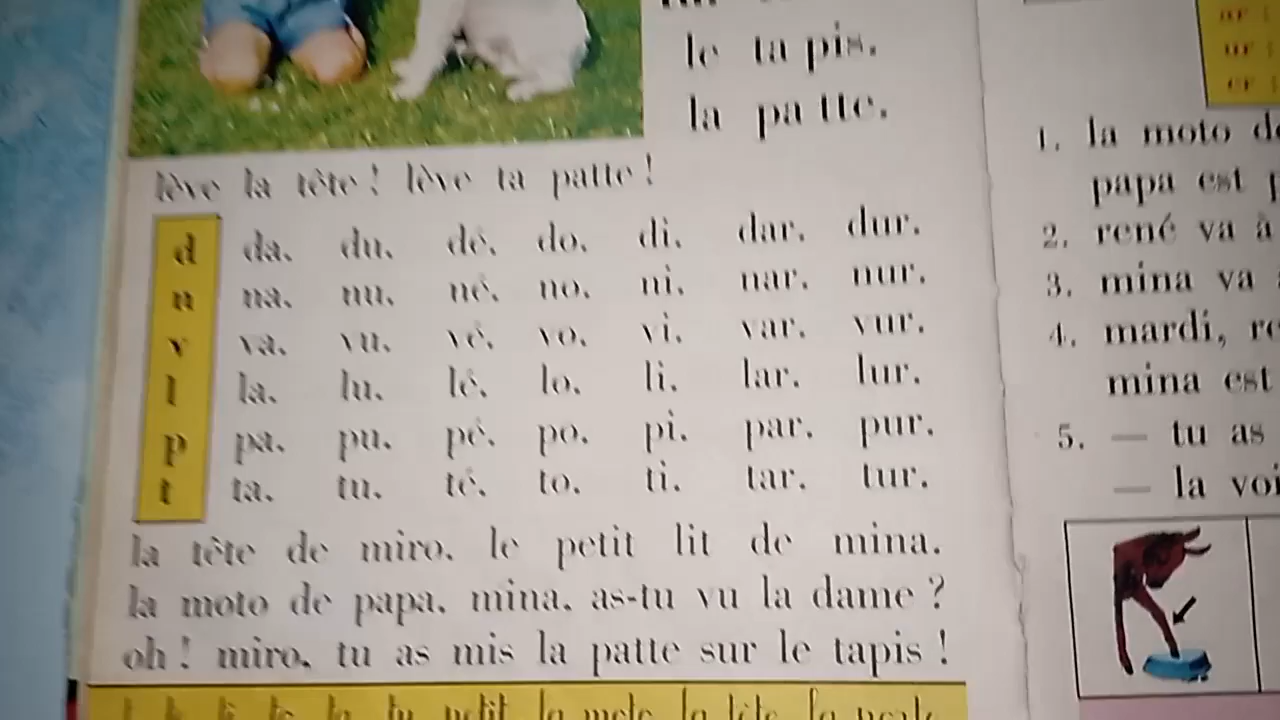 le tapis.
la patte.
lève la tête ! lève ta patte !
d da. du. dé. do. di. dar. dur.
n na. nu. né. no. ni. nar. nur.
v va. vu. vé. vo. vi. var. vur.
l la. lu. lé. lo. li. lar. lur.
p pa. pu. pé. po. pi. par. pur.
t ta. tu. té. to. ti. tar. tur.
la tête de miro. le petit lit de mina.
la moto de papa. mina. as-tu vu la dame ?
oh ! miro. tu as mis la patte sur le tapis !
ar
ur
er
1. la moto
papa est
2. rené va à
3. mina va
4. mardi,
mina est
5. — tu as
— la